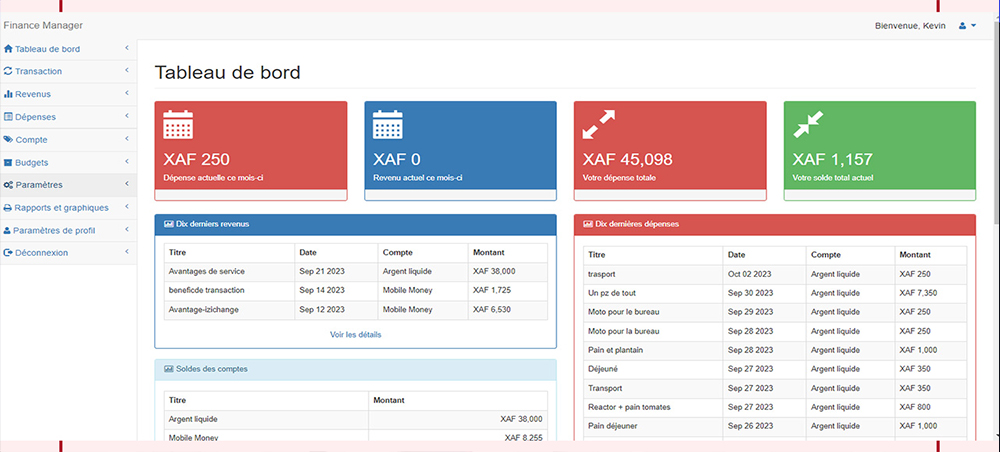 Finance Manager
Bienvenue, Kevin
Tableau de bord
Transaction
Revenus
Dépenses
Compte
Budgets
Paramètres
Rapports et graphiques
Paramètres de profil
Déconnexion
Tableau de bord
XAF 250
Dépense actuelle ce mois-ci
XAF 0
Revenu actuel ce mois-ci
XAF 45,098
Votre dépense totale
XAF 1,157
Votre solde total actuel
Dix derniers revenus
Titre Date Compte Montant
Avantages de service Sep 21 2023 Argent liquide XAF 38,000
beneficde transaction Sep 14 2023 Mobile Money XAF 1,725
Avantage-izichange Sep 12 2023 Mobile Money XAF 6,530
Voir les détails
Soldes des comptes
Titre Montant
Argent liquide XAF 38,000
Mobile Money XAF 8,255
Dix dernières dépenses
Titre Date Compte Montant
trasport Oct 02 2023 Argent liquide XAF 250
Un pz de tout Sep 30 2023 Argent liquide XAF 7,350
Moto pour le bureau Sep 29 2023 Argent liquide XAF 250
Moto pour la bureau Sep 28 2023 Argent liquide XAF 250
Pain et plantain Sep 28 2023 Argent liquide XAF 1,000
Déjeuné Sep 27 2023 Argent liquide XAF 350
Transport Sep 27 2023 Argent liquide XAF 350
Reactor + pain tomates Sep 27 2023 Argent liquide XAF 800
Pain déjeuner Sep 26 2023 Argent liquide XAF 1,000